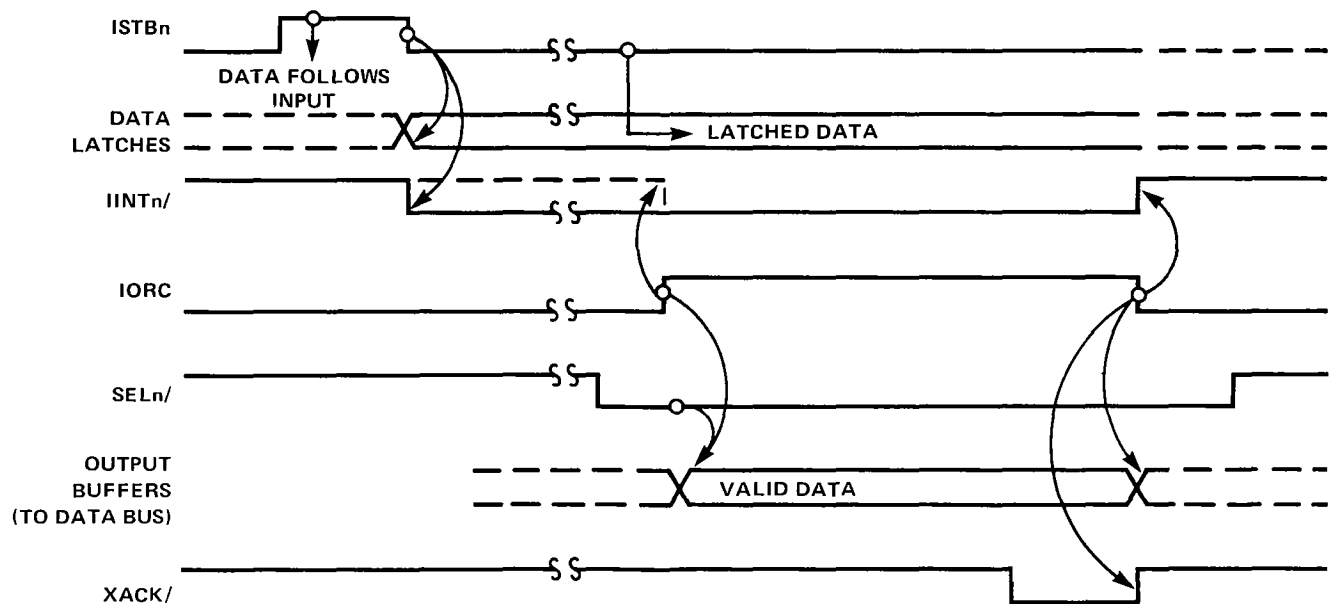 ISTBn
DATA FOLLOWS
INPUT
DATA
LATCHES
LATCHED DATA
IINTn/
IORC
SELn/
OUTPUT
BUFFERS
(TO DATA BUS)
VALID DATA
XACK/